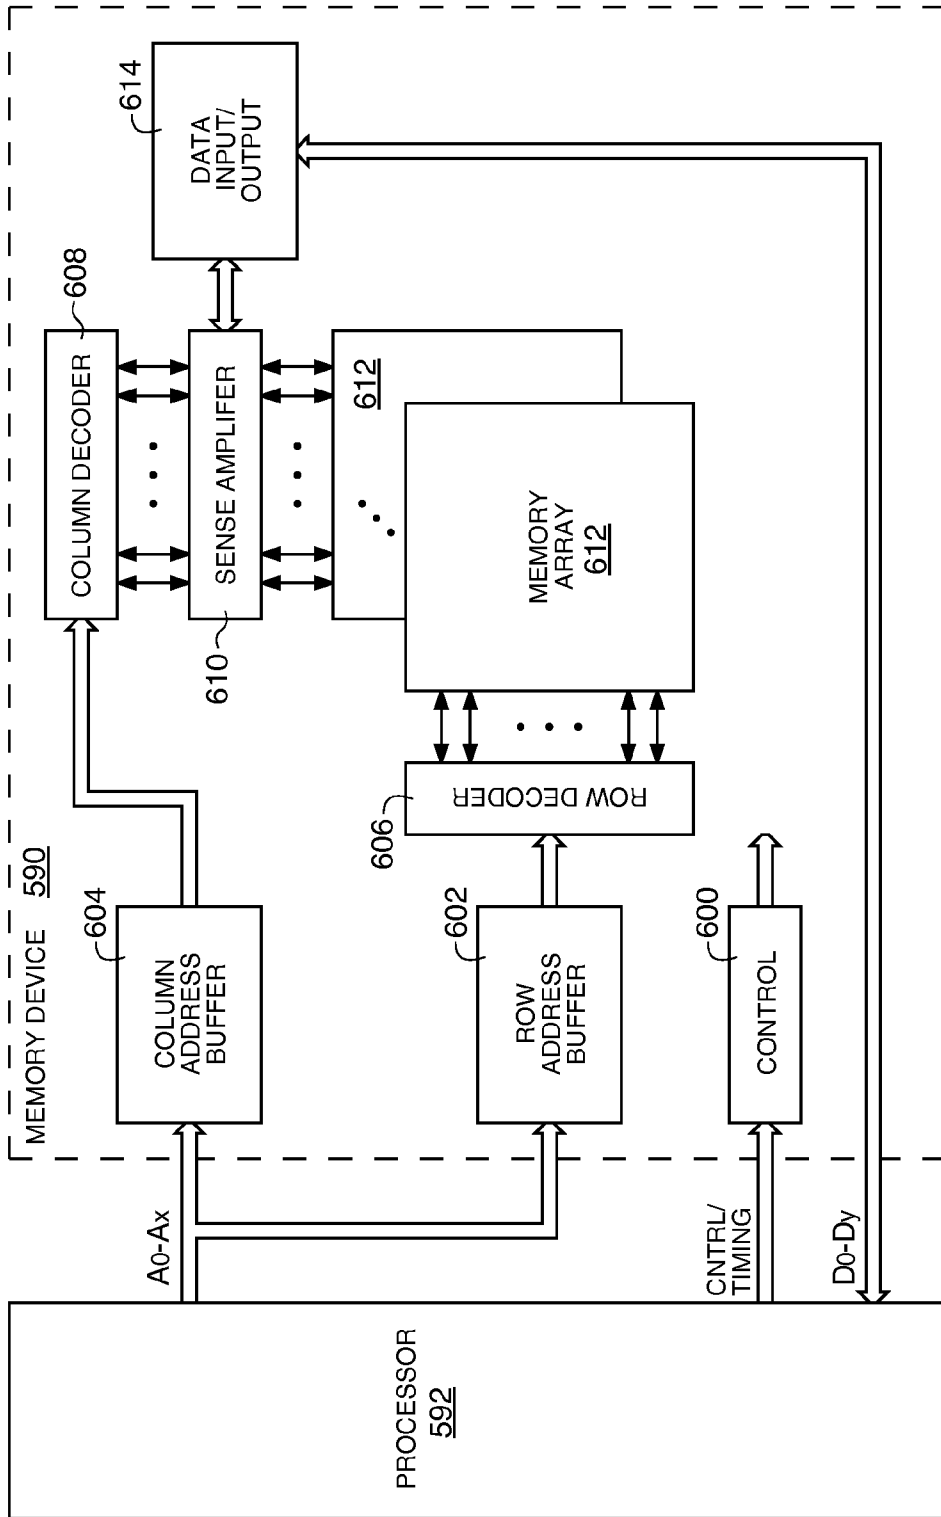 MEMORY DEVICE 590
PROCESSOR
592
A0-Ax
CNTRL/
TIMING
D0-Dy
604
COLUMN
ADDRESS
BUFFER
602
ROW
ADDRESS
BUFFER
600
CONTROL
606
ROW DECODER
COLUMN DECODER
608
SENSE AMPLIFER
610
612
MEMORY
ARRAY
612
614
DATA
INPUT/
OUTPUT